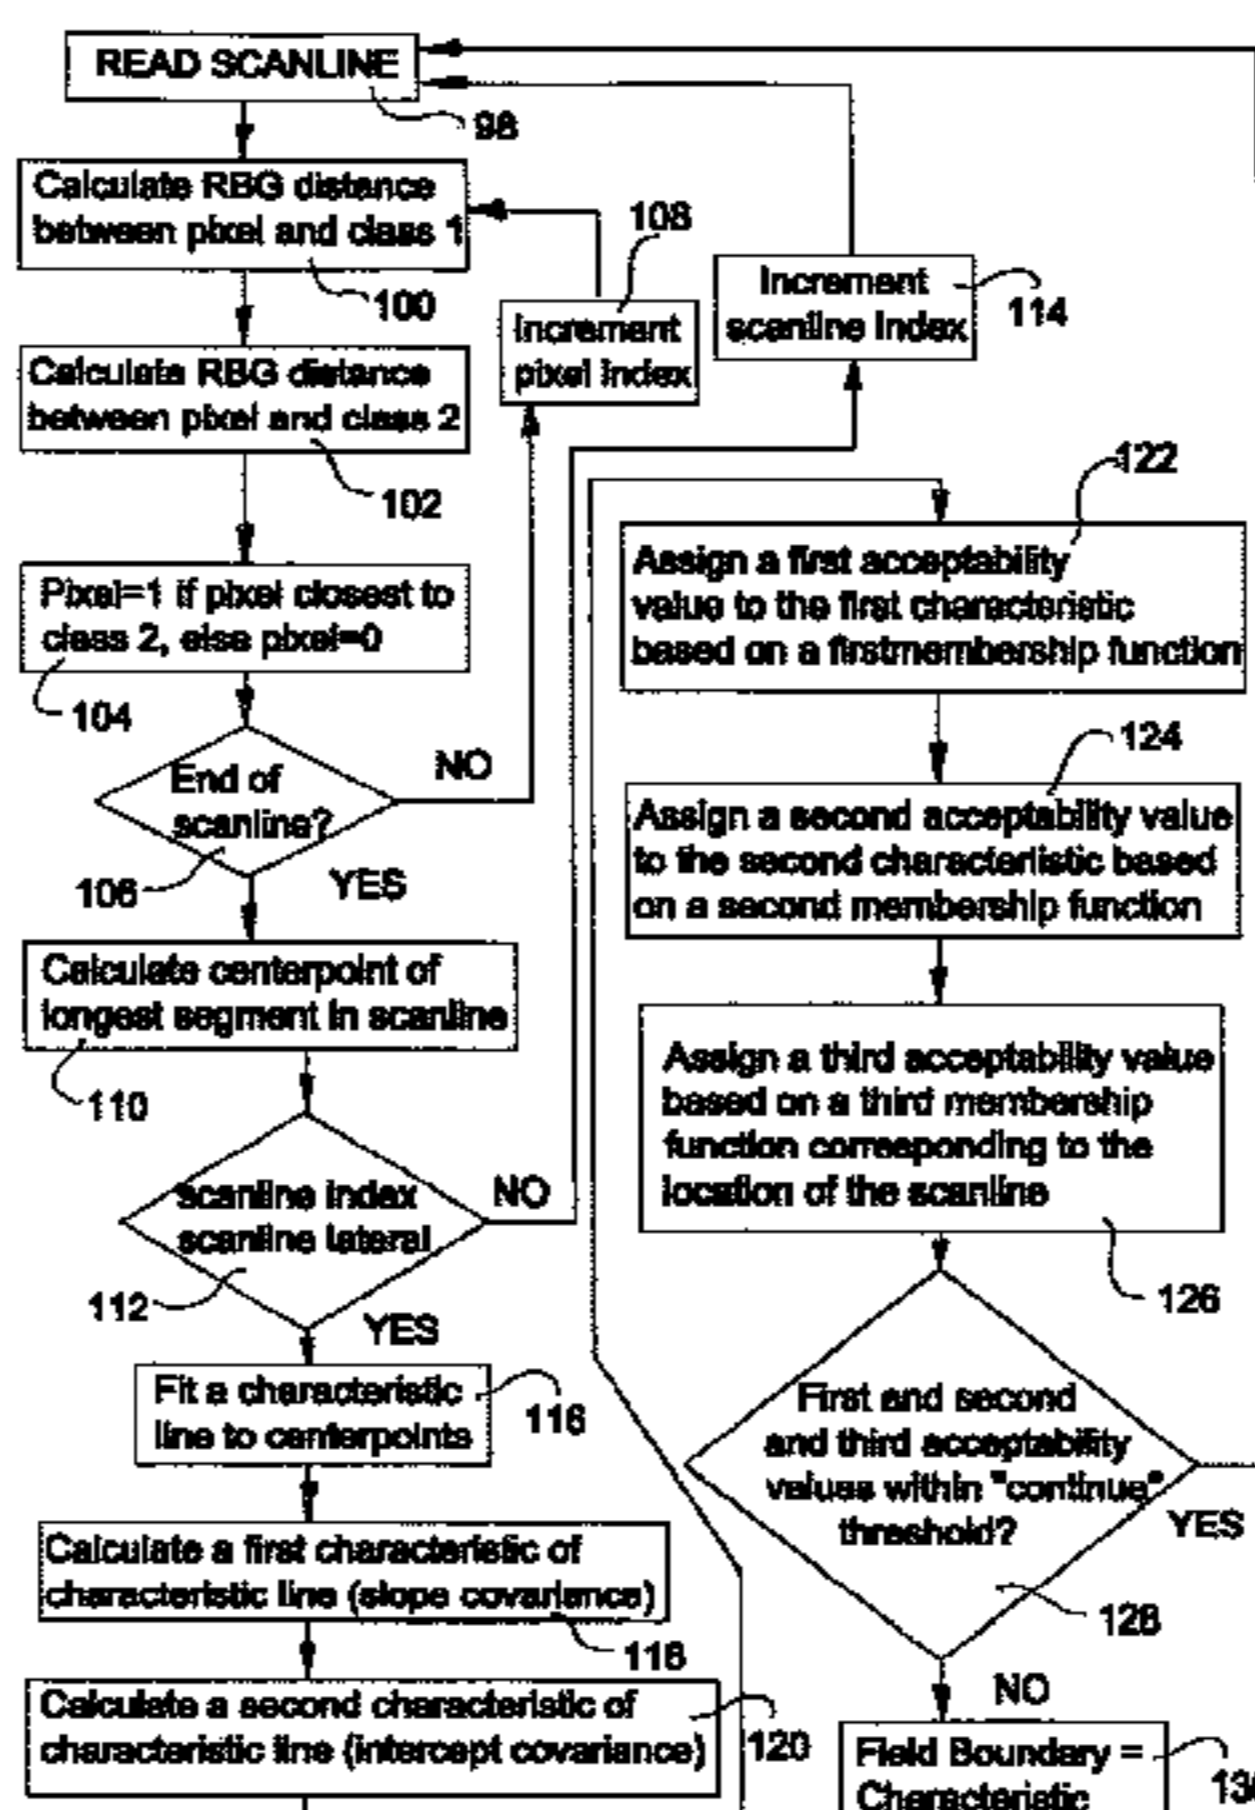 READ SCANLINE
98
Calculate RBG distance
between pixel and class 1
100
108
Increment
pixel Index
Increment
scanline Index
114
Calculate RBG distance
between pixel and class 2
102
Pixel=1 if pixel closest to
class 2, else pixel=0
104
End of
scanline?
NO
106
YES
Calculate centerpoint of
longest segment in scanline
110
scanline index
scanline lateral
NO
112
YES
Fit a characteristic
line to centerpoints
116
Calculate a first characteristic of
characteristic line (slope covariance)
118
Calculate a second characteristic of
characteristic line (intercept covariance)
120
122
Assign a first acceptability
value to the first characteristic
based on a firstmembership function
124
Assign a second acceptability value
to the second characteristic based
on a second membership function
Assign a third acceptability value
based on a third membership
function corresponding to the
location of the scanline
126
First and second
and third acceptability
values within "continue"
threshold?
YES
128
NO
Field Boundary =
Characteristic